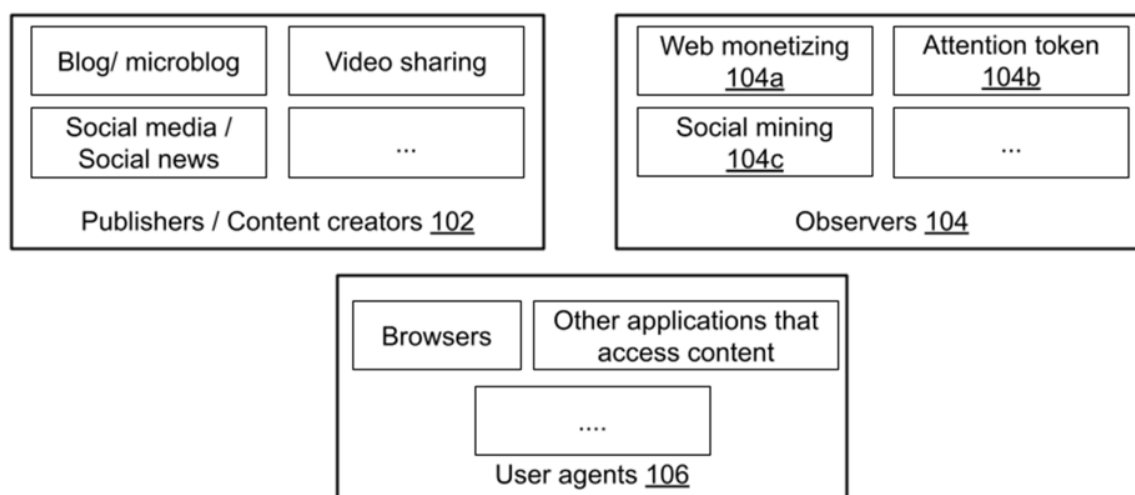 Blog/ microblog
Video sharing
Social media /
Social news
...
Publishers / Content creators 102
Web monetizing
104a
Attention token
104b
Social mining
104c
...
Observers 104
Browsers
Other applications that
access content
....
User agents 106